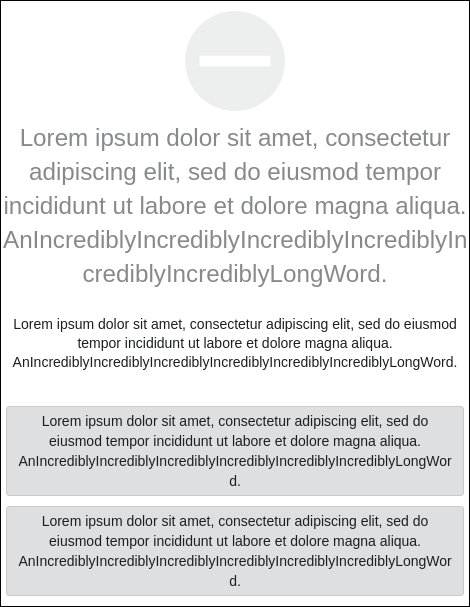 Lorem ipsum dolor sit amet, consectetur
adipiscing elit, sed do eiusmod tempor
incididunt ut labore et dolore magna aliqua.
AnIncrediblyIncrediblyIncrediblyIncrediblyIn
crediblyIncrediblyLongWord.
Lorem ipsum dolor sit amet, consectetur adipiscing elit, sed do eiusmod
tempor incididunt ut labore et dolore magna aliqua.
AnIncrediblyIncrediblyIncrediblyIncrediblyIncrediblyIncrediblyLongWord.
Lorem ipsum dolor sit amet, consectetur adipiscing elit, sed do
eiusmod tempor incididunt ut labore et dolore magna aliqua.
AnIncrediblyIncrediblyIncrediblyIncrediblyIncrediblyIncrediblyLongWor
d.
Lorem ipsum dolor sit amet, consectetur adipiscing elit, sed do
eiusmod tempor incididunt ut labore et dolore magna aliqua.
AnIncrediblyIncrediblyIncrediblyIncrediblyIncrediblyIncrediblyLongWor
d.